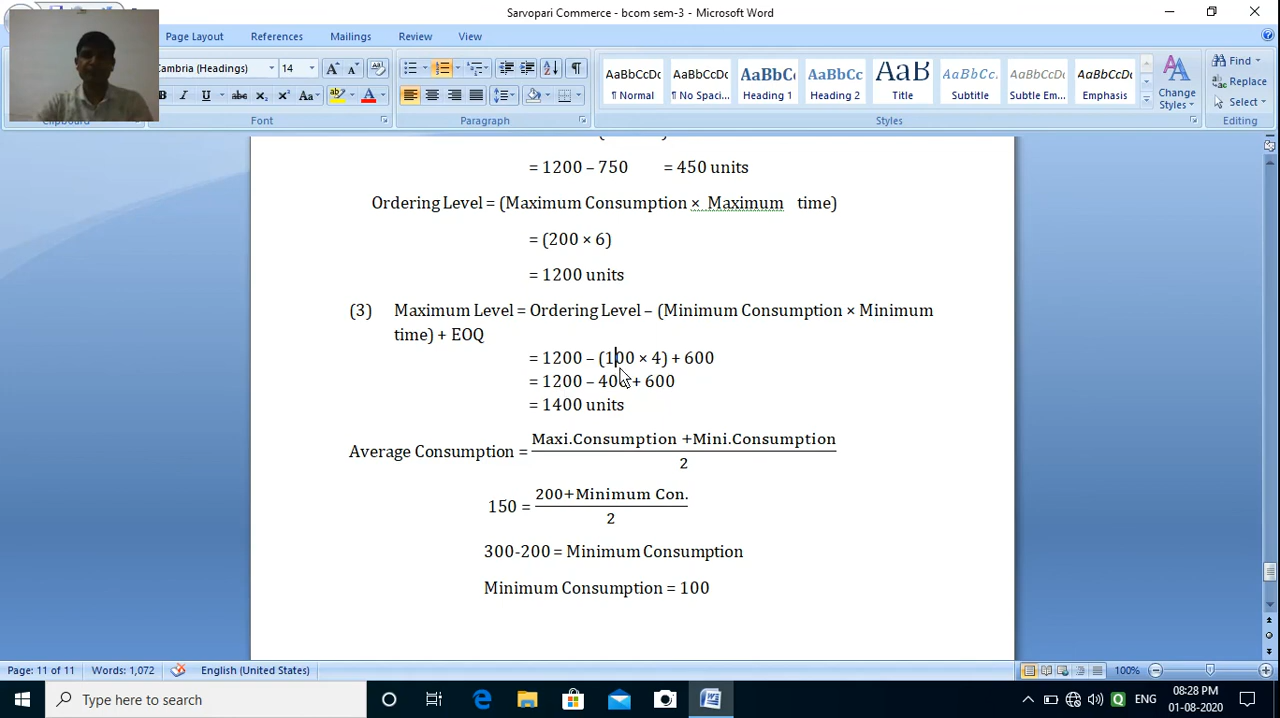 Sarvopari Commerce - bcom sem-3 - Microsoft Word
Page Layout References Mailings Review View
Cambria (Headings) 14
AaBbCcDc AaBbCcDc AaBbC AaBbCc AaB AaBbCc. AaBbCcDc AaBbCcDc
¶ Normal ¶ No Spaci... Heading 1 Heading 2 Title Subtitle Subtle Em... Emphasis
Change Styles
Find
Replace
Select
Font Paragraph Styles Editing
= 1200 – 750 = 450 units
Ordering Level = (Maximum Consumption × Maximum time)
= (200 × 6)
= 1200 units
(3) Maximum Level = Ordering Level – (Minimum Consumption × Minimum
time) + EOQ
= 1200 – (100 × 4) + 600
= 1200 – 400 + 600
= 1400 units
Average Consumption = Maxi.Consumption +Mini.Consumption
2
150 = 200+Minimum Con.
2
300-200 = Minimum Consumption
Minimum Consumption = 100
Page: 11 of 11 Words: 1,072 English (United States) 100%
Type here to search
ENG 08:28 PM
01-08-2020